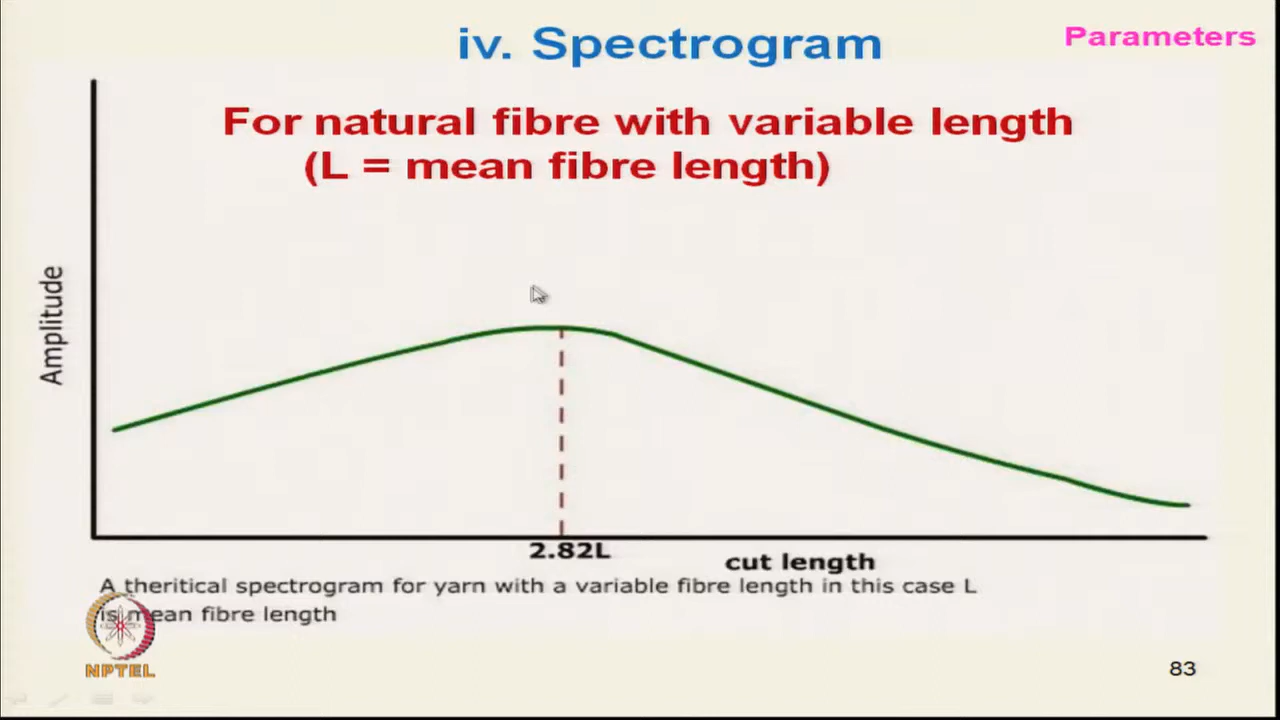 iv. Spectrogram
Parameters
For natural fibre with variable length
(L = mean fibre length)
Amplitude
2.82L
cut length
A theritical spectrogram for yarn with a variable fibre length in this case L
is mean fibre length
NPTEL
83